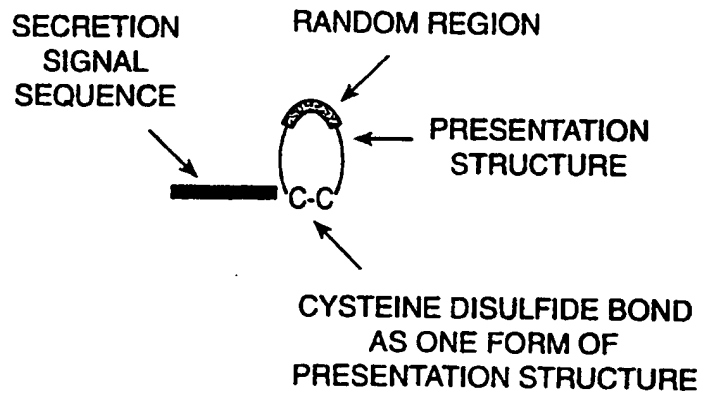 SECRETION
SIGNAL
SEQUENCE
RANDOM REGION
PRESENTATION
STRUCTURE
C-C
CYSTEINE DISULFIDE BOND
AS ONE FORM OF
PRESENTATION STRUCTURE